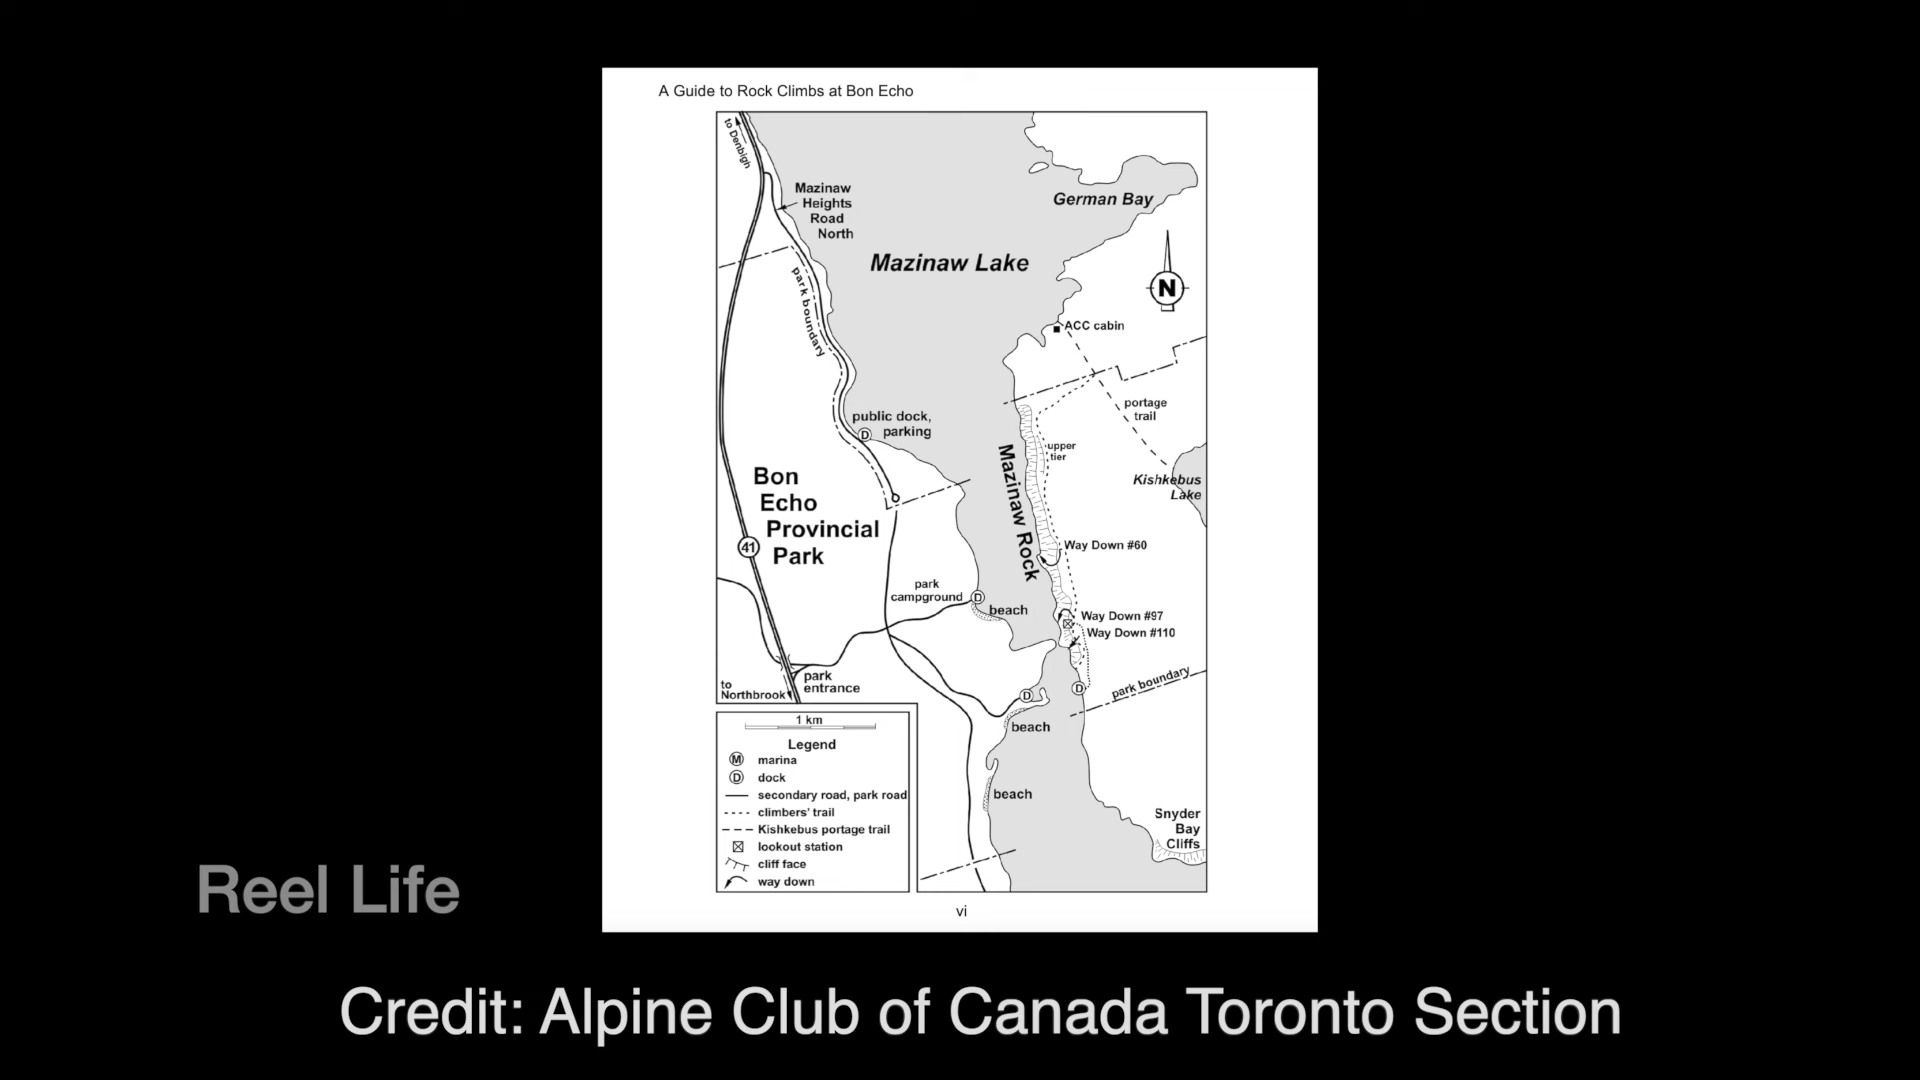 A Guide to Rock Climbs at Bon Echo
to Denbigh
Mazinaw
Heights
Road
North
German Bay
Mazinaw Lake
N
park boundary
ACC cabin
portage
trail
public dock,
parking
D
upper
tier
Mazinaw Rock
Kishkebus
Lake
Bon
Echo
Provincial
Park
41
Way Down #60
park
campground
D
beach
Way Down #97
Way Down #110
park
entrance
to
Northbrook
D
D
park boundary
beach
beach
Snyder
Bay
Cliffs
1 km
Legend
M marina
D dock
secondary road, park road
climbers' trail
Kishkebus portage trail
lookout station
cliff face
way down
vi
Reel Life
Credit: Alpine Club of Canada Toronto Section